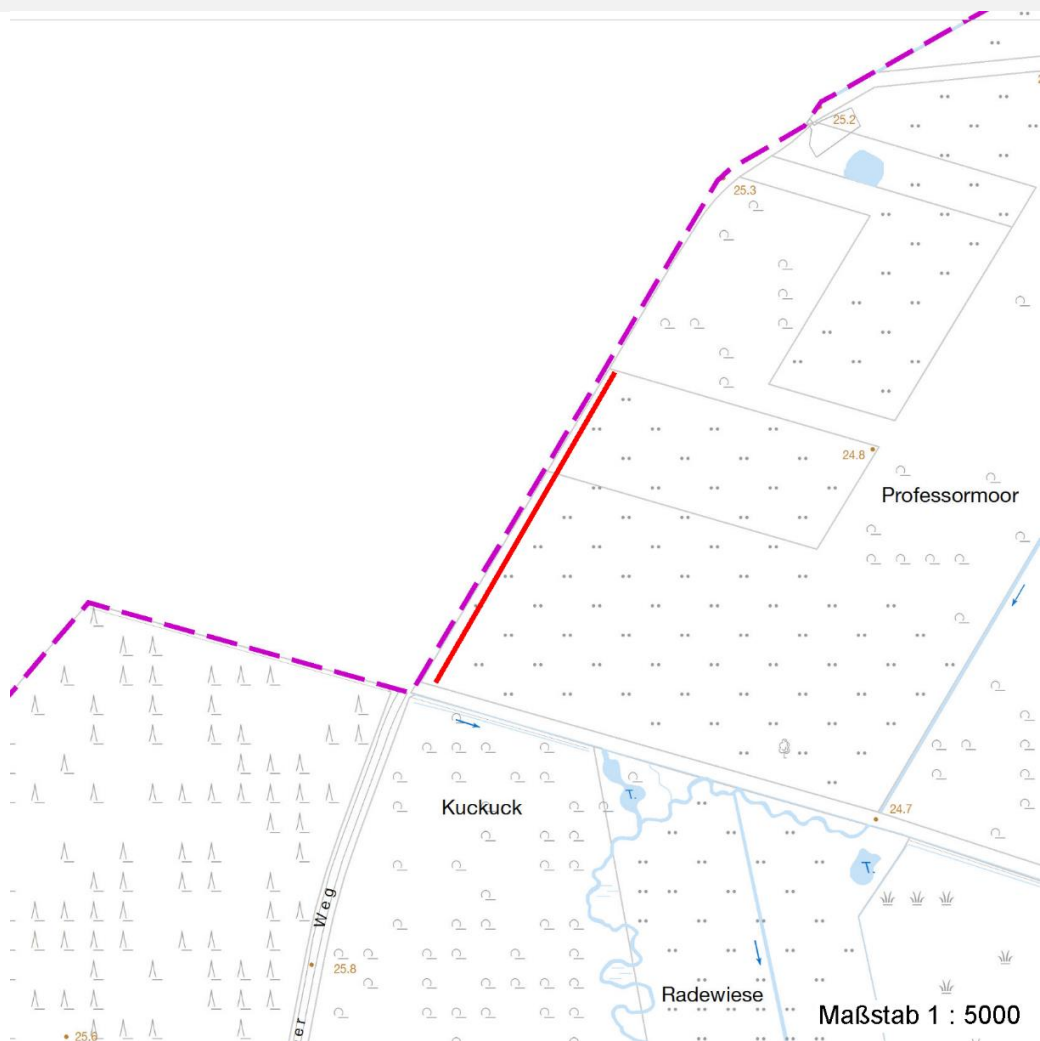 25.2
25.3
24.8
Professormoor
T.
Kuckuck
24.7
T.
er Weg
25.8
Radewiese
Maßstab 1 : 5000
25.6